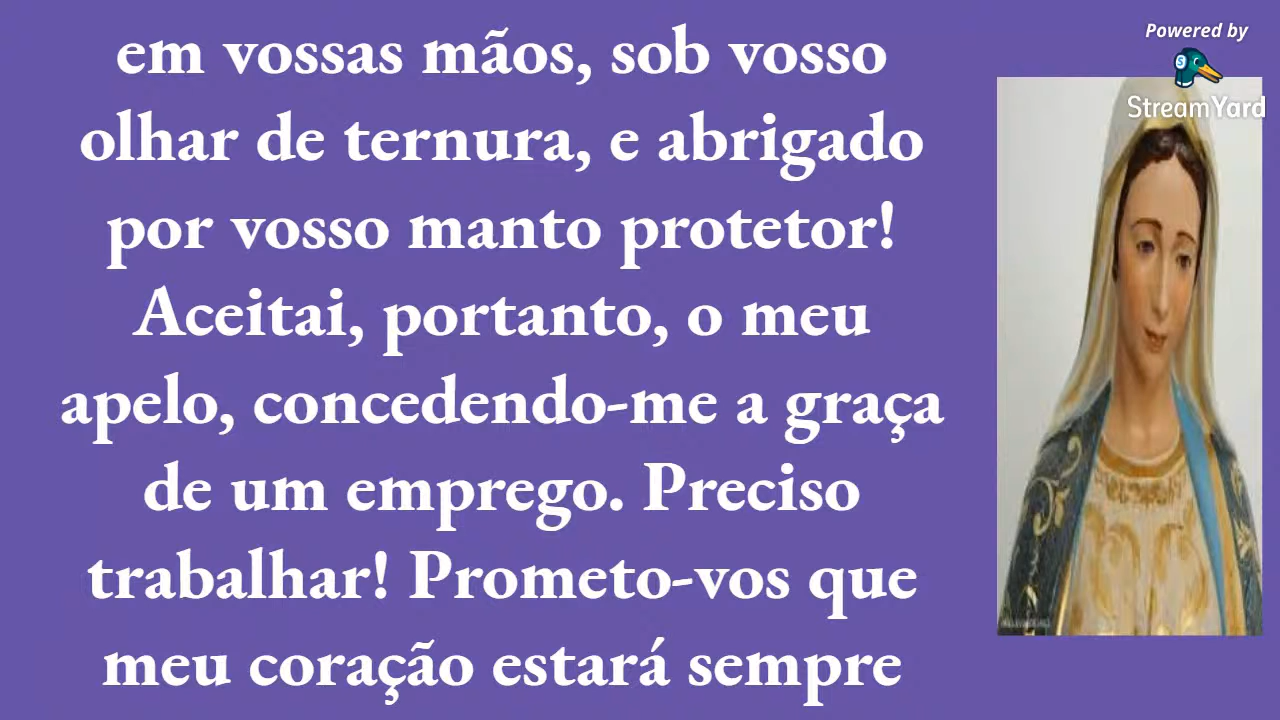 em vossas mãos, sob vosso
olhar de ternura, e abrigado
por vosso manto protetor!
Aceitai, portanto, o meu
apelo, concedendo-me a graça
de um emprego. Preciso
trabalhar! Prometo-vos que
meu coração estará sempre
Powered by
StreamYard